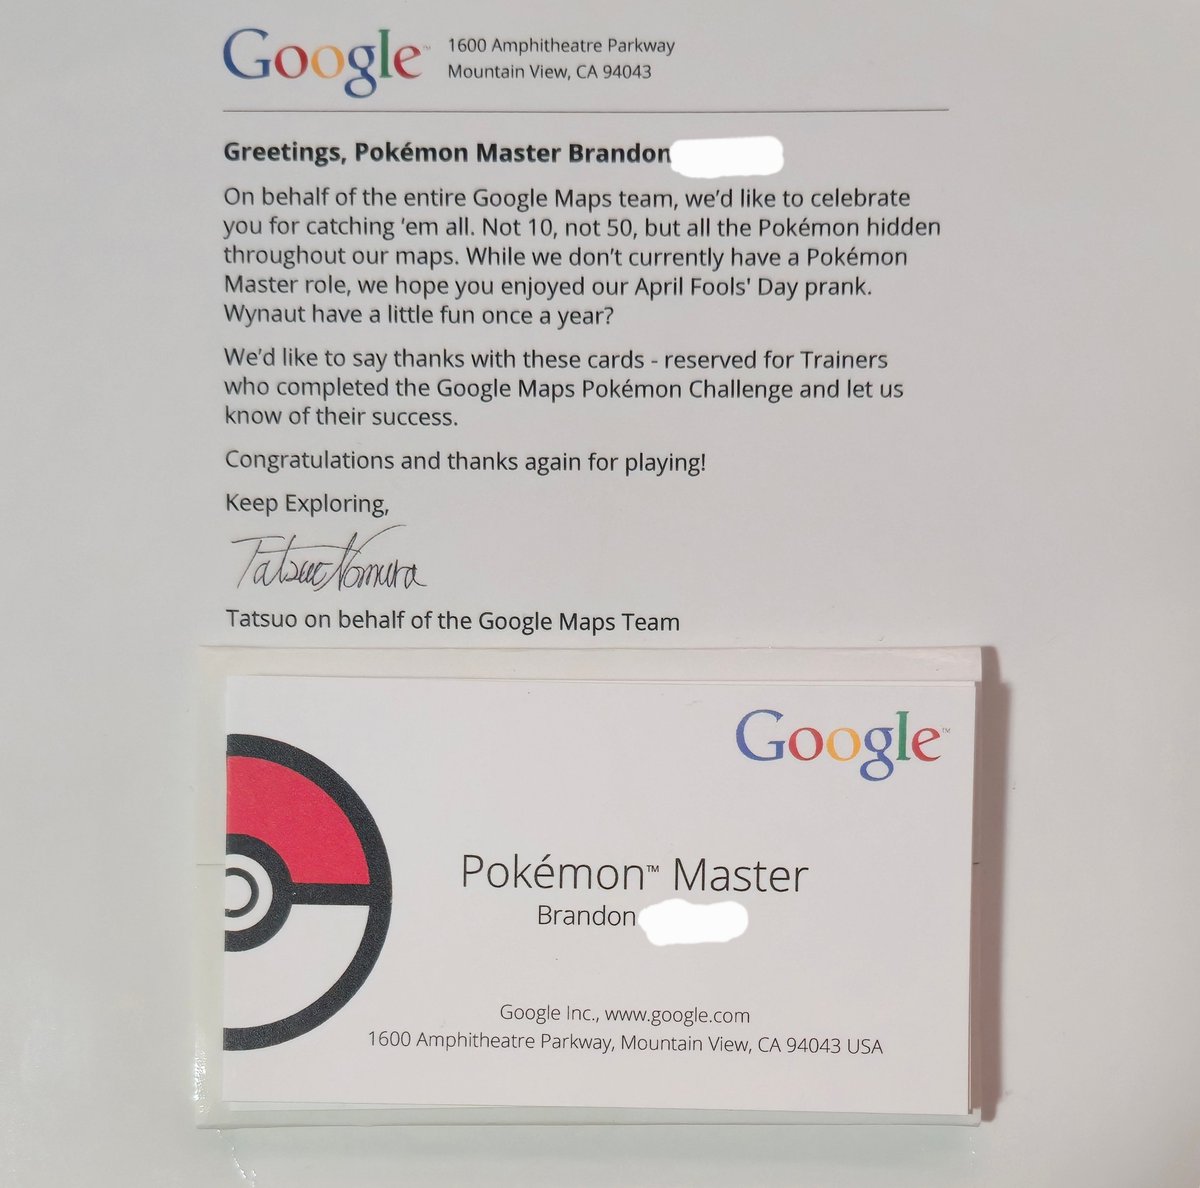 Google™
1600 Amphitheatre Parkway
Mountain View, CA 94043
Greetings, Pokémon Master Brandon
On behalf of the entire Google Maps team, we’d like to celebrate
you for catching ‘em all. Not 10, not 50, but all the Pokémon hidden
throughout our maps. While we don’t currently have a Pokémon
Master role, we hope you enjoyed our April Fools' Day prank.
Wynaut have a little fun once a year?
We’d like to say thanks with these cards - reserved for Trainers
who completed the Google Maps Pokémon Challenge and let us
know of their success.
Congratulations and thanks again for playing!
Keep Exploring,
Tatsuo Nomura
Tatsuo on behalf of the Google Maps Team
Google™
Pokémon™ Master
Brandon
Google Inc., www.google.com
1600 Amphitheatre Parkway, Mountain View, CA 94043 USA